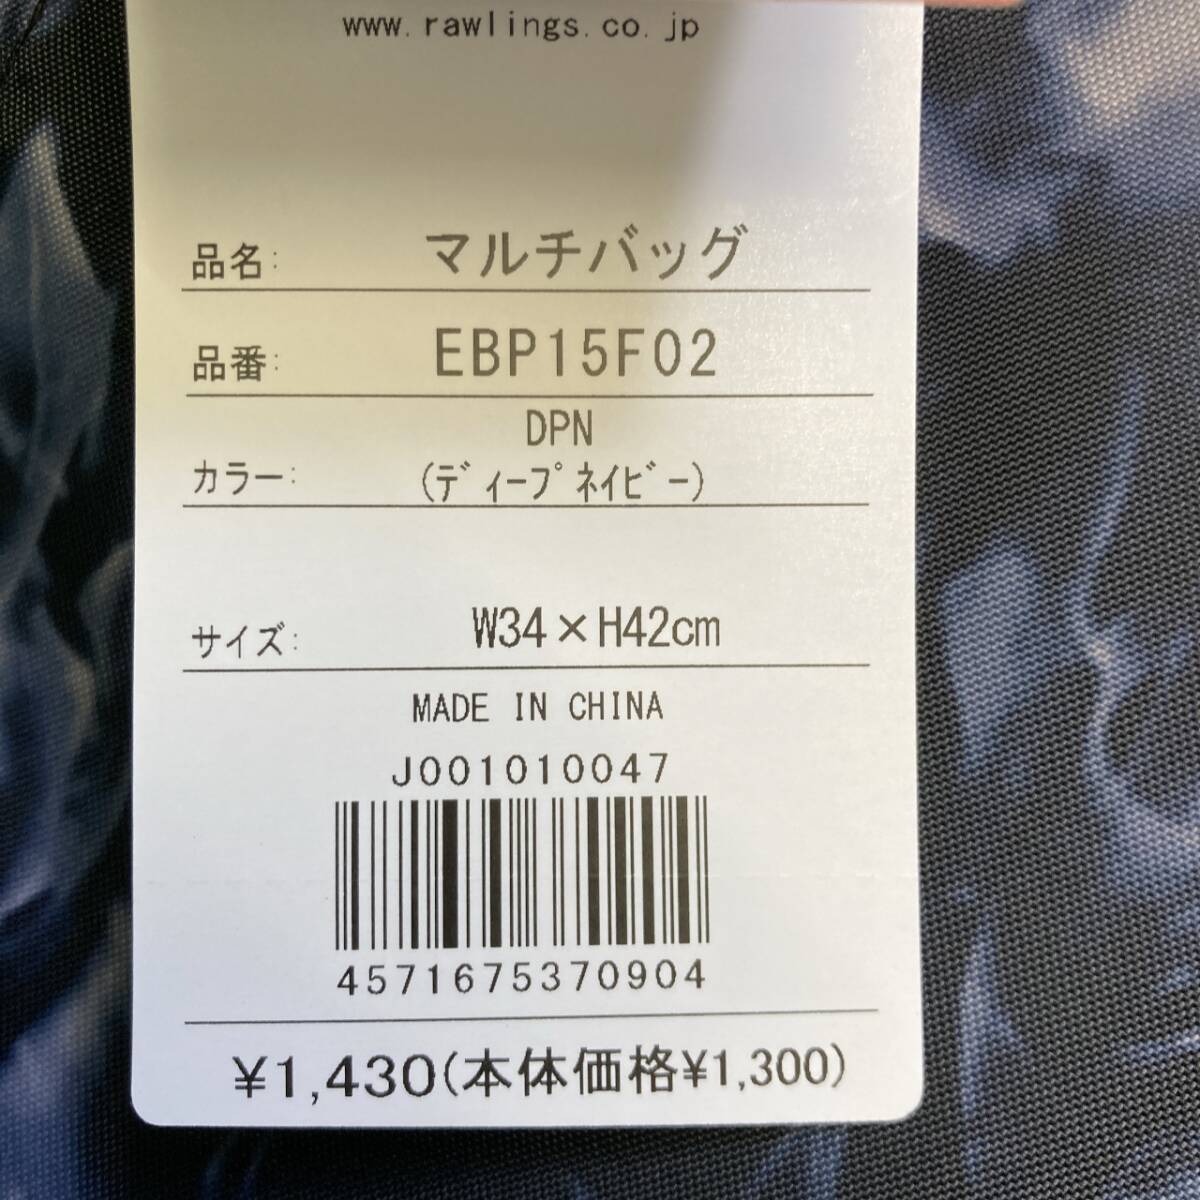 www.rawlings.co.jp
品名: マルチバッグ
品番: EBP15F02
DPN
カラー: (ディープネイビー)
サイズ: W34×H42cm
MADE IN CHINA
J001010047
4571675370904
¥1,430(本体価格¥1,300)